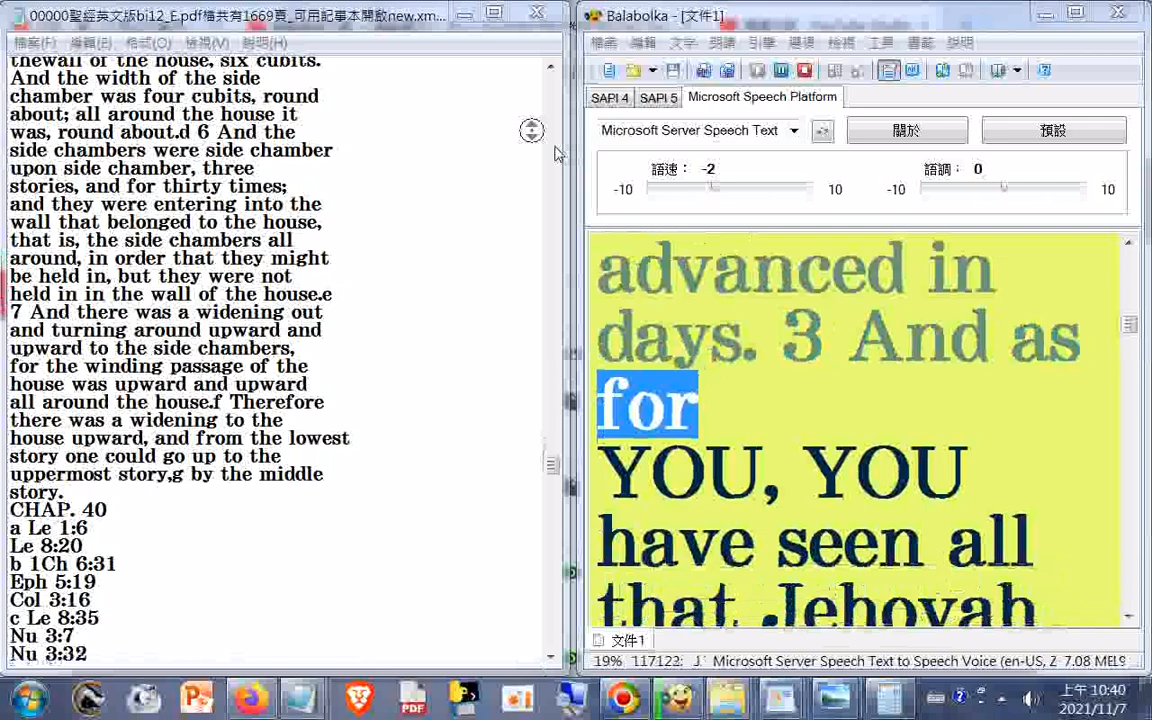 00000聖經英文版bi12_E.pdf檔共有1669頁_可用記事本開啟new.xm...
檔案(F) 編輯(E) 格式(O) 檢視(V) 說明(H)
thewall of the house, six cubits.
And the width of the side
chamber was four cubits, round
about; all around the house it
was, round about.d 6 And the
side chambers were side chamber
upon side chamber, three
stories, and for thirty times;
and they were entering into the
wall that belonged to the house,
that is, the side chambers all
around, in order that they might
be held in, but they were not
held in in the wall of the house.e
7 And there was a widening out
and turning around upward and
upward to the side chambers,
for the winding passage of the
house was upward and upward
all around the house.f Therefore
there was a widening to the
house upward, and from the lowest
story one could go up to the
uppermost story,g by the middle
story.
CHAP. 40
a Le 1:6
Le 8:20
b 1Ch 6:31
Eph 5:19
Col 3:16
c Le 8:35
Nu 3:7
Nu 3:32
Balabolka - [文件1]
檔案 編輯 文字 朗讀 引擎 選項 檢視 工具 書籤 說明
SAPI 4 SAPI 5 Microsoft Speech Platform
Microsoft Server Speech Text 關於 預設
語速： -2 語調： 0
-10 10 -10 10
advanced in
days. 3 And as
for
YOU, YOU
have seen all
that Jehovah
文件1
19% 117122: Microsoft Server Speech Text to Speech Voice (en-US, Z 7.08
PDF
上午 10:40
2021/11/7